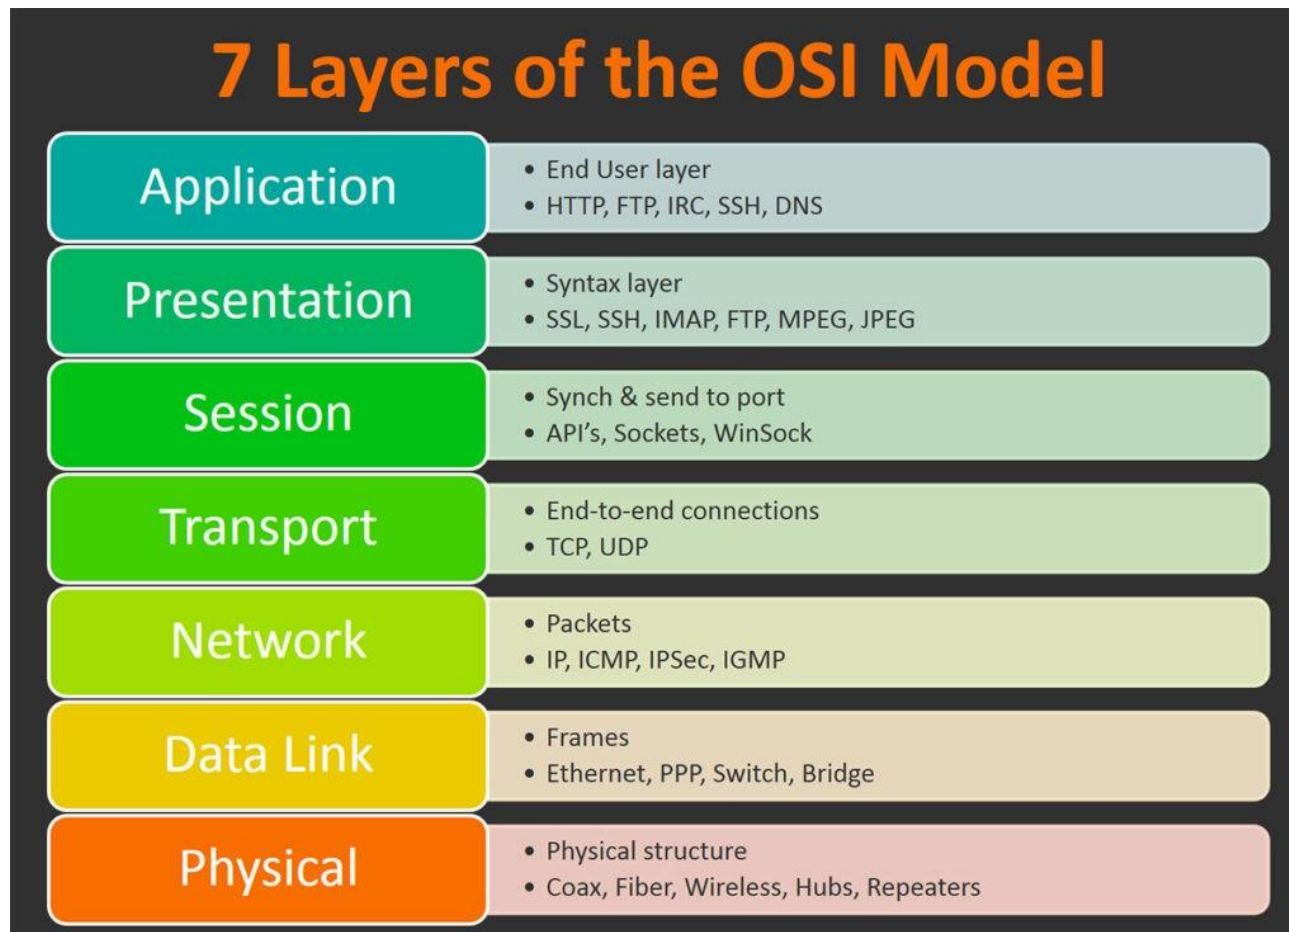 7 Layers of the OSI Model
Application
• End User layer
• HTTP, FTP, IRC, SSH, DNS
Presentation
• Syntax layer
• SSL, SSH, IMAP, FTP, MPEG, JPEG
Session
• Synch & send to port
• API’s, Sockets, WinSock
Transport
• End-to-end connections
• TCP, UDP
Network
• Packets
• IP, ICMP, IPSec, IGMP
Data Link
• Frames
• Ethernet, PPP, Switch, Bridge
Physical
• Physical structure
• Coax, Fiber, Wireless, Hubs, Repeaters